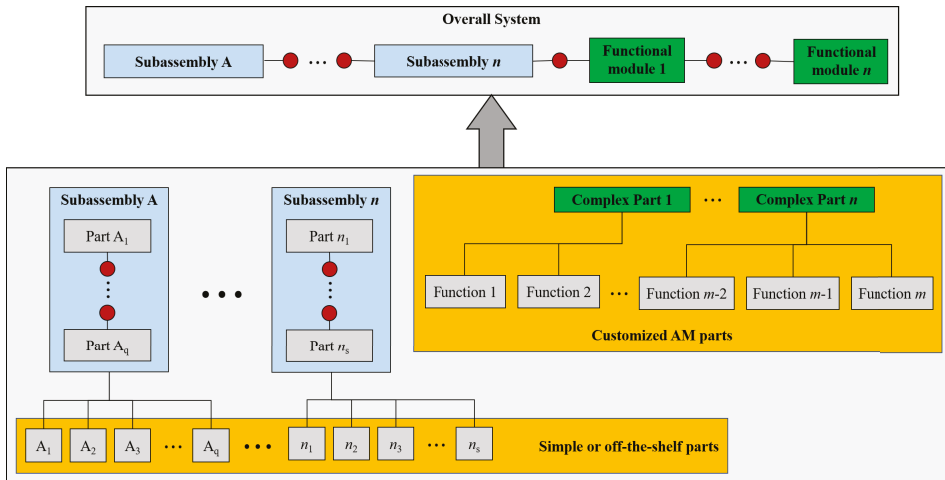 Overall System
Subassembly A
...
Subassembly n
Functional
module 1
...
Functional
module n
Subassembly A
Part A₁
⋮
Part A_q
...
Subassembly n
Part n₁
⋮
Part nₛ
Complex Part 1
...
Complex Part n
Function 1
Function 2
...
Function m-2
Function m-1
Function m
Customized AM parts
A₁
A₂
A₃
...
A_q
...
n₁
n₂
n₃
...
nₛ
Simple or off-the-shelf parts